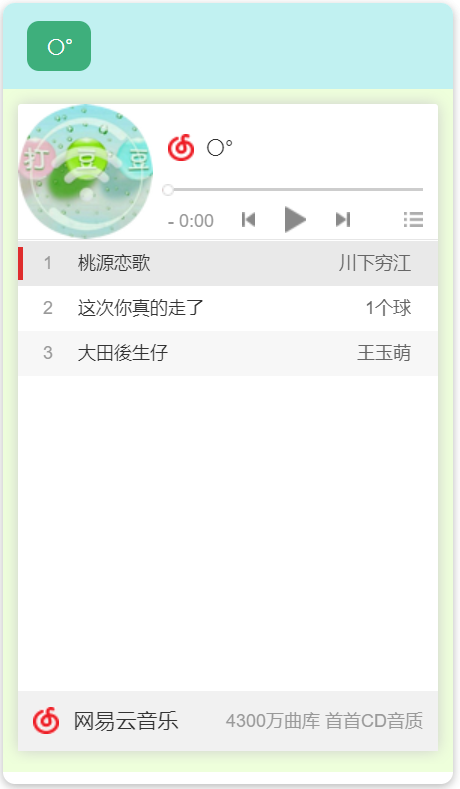 O°
打 豆 豆
O°
- 0:00
1 桃源恋歌 川下穷江
2 这次你真的走了 1个球
3 大田後生仔 王玉萌
网易云音乐 4300万曲库 首首CD音质